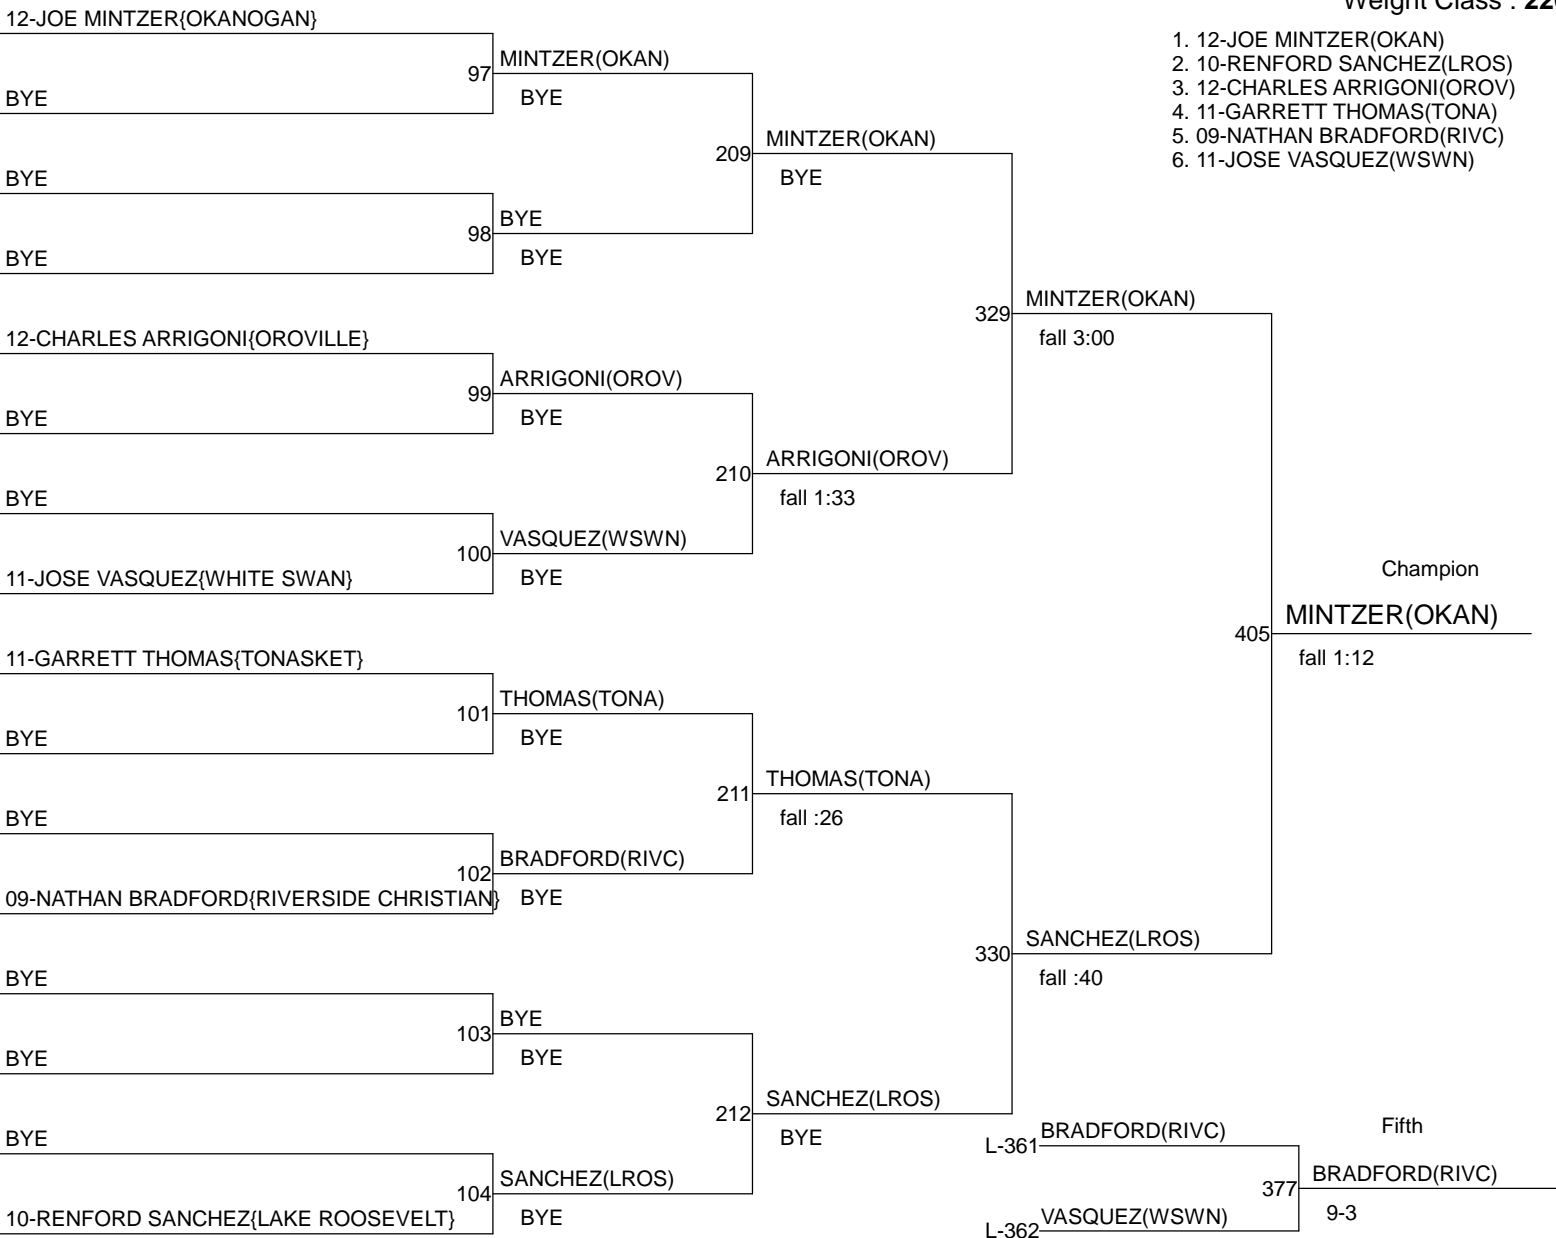 Weight Class :
1. 12-JOE MINTZER(OKAN)
2. 10-RENFORD SANCHEZ(LROS)
3. 12-CHARLES ARRIGONI(OROV)
4. 11-GARRETT THOMAS(TONA)
5. 09-NATHAN BRADFORD(RIVC)
6. 11-JOSE VASQUEZ(WSWN)
12-JOE MINTZER{OKANOGAN}
97 MINTZER(OKAN)
BYE
BYE
209 MINTZER(OKAN)
BYE
BYE
98 BYE
BYE
BYE
329 MINTZER(OKAN)
fall 3:00
12-CHARLES ARRIGONI{OROVILLE}
99 ARRIGONI(OROV)
BYE
BYE
210 ARRIGONI(OROV)
fall 1:33
BYE
100 VASQUEZ(WSWN)
BYE
11-JOSE VASQUEZ{WHITE SWAN}
Champion
405 MINTZER(OKAN)
fall 1:12
11-GARRETT THOMAS{TONASKET}
101 THOMAS(TONA)
BYE
BYE
211 THOMAS(TONA)
fall :26
BYE
102 BRADFORD(RIVC)
BYE
09-NATHAN BRADFORD{RIVERSIDE CHRISTIAN}
330 SANCHEZ(LROS)
fall :40
BYE
103 BYE
BYE
BYE
212 SANCHEZ(LROS)
BYE
BYE
104 SANCHEZ(LROS)
BYE
10-RENFORD SANCHEZ{LAKE ROOSEVELT}
Fifth
L-361 BRADFORD(RIVC)
377 BRADFORD(RIVC)
9-3
L-362 VASQUEZ(WSWN)